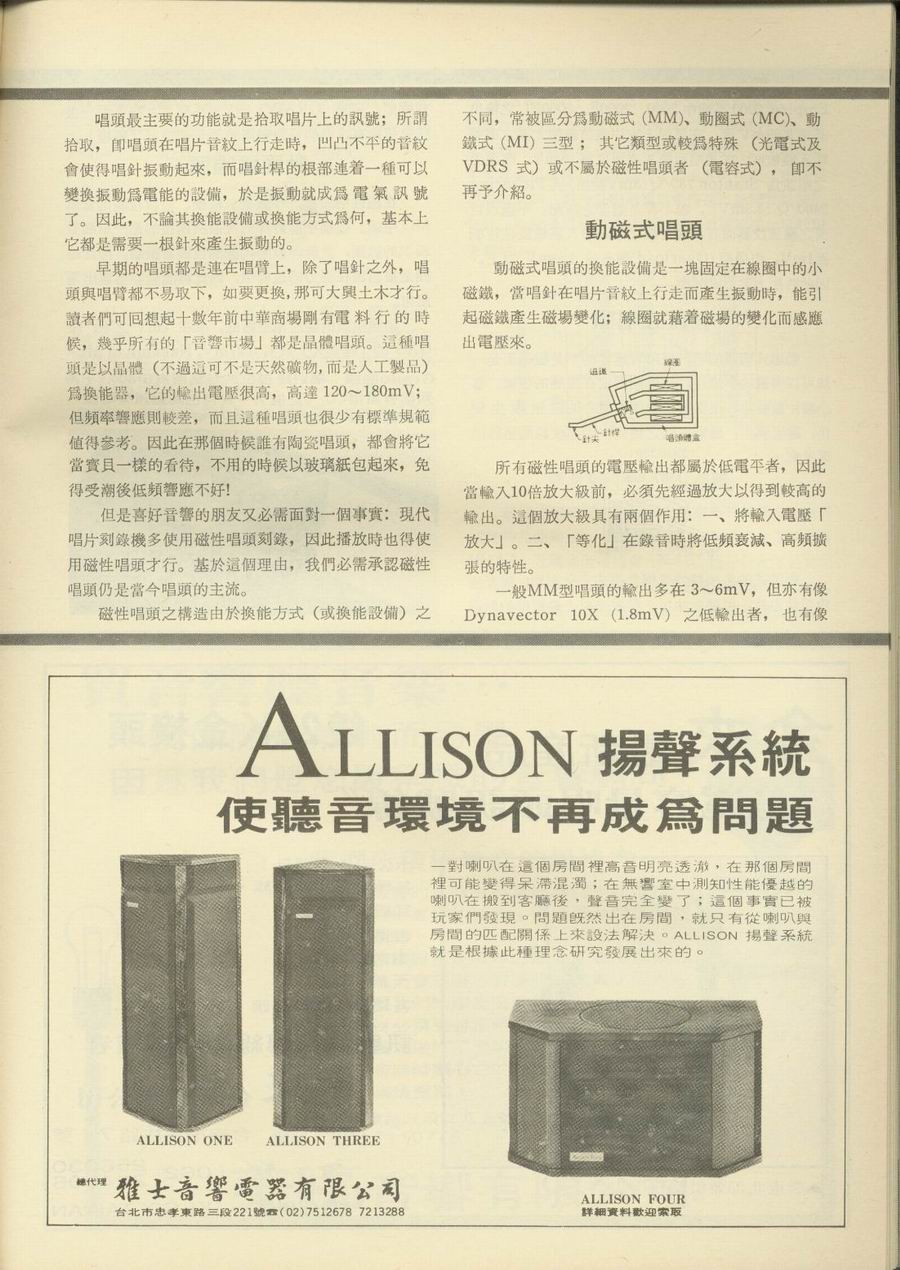 唱頭最主要的功能就是拾取唱片上的訊號；所謂
拾取，卽唱頭在唱片音紋上行走時，凹凸不平的音紋
會使得唱針振動起來，而唱針桿的根部連着一種可以
變換振動爲電能的設備，於是振動就成爲電氣訊號
了。因此，不論其換能設備或換能方式爲何，基本上
它都是需要一根針來產生振動的。
早期的唱頭都是連在唱臂上，除了唱針之外，唱
頭與唱臂都不易取下，如要更換，那可大興土木才行。
讀者們可回想起十數年前中華商場剛有電料行的時
候，幾乎所有的「音響市場」都是晶體唱頭。這種唱
頭是以晶體（不過這可不是天然礦物，而是人工製品）
爲換能器，它的輸出電壓很高，高達 120～180mV；
但頻率響應則較差，而且這種唱頭也很少有標準規範
値得參考。因此在那個時候誰有陶瓷唱頭，都會將它
當寶貝一樣的看待，不用的時候以玻璃紙包起來，免
得受潮後低頻響應不好！
但是喜好音響的朋友又必需面對一個事實：現代
唱片刻錄機多使用磁性唱頭刻錄，因此播放時也得使
用磁性唱頭才行。基於這個理由，我們必需承認磁性
唱頭仍是當今唱頭的主流。
磁性唱頭之構造由於換能方式（或換能設備）之
不同，常被區分爲動磁式（MM）、動圈式（MC）、動
鐵式（MI）三型； 其它類型或較爲特殊 （光電式及
VDRS 式）或不屬於磁性唱頭者 （電容式），卽不
再予介紹。
動磁式唱頭
動磁式唱頭的換能設備是一塊固定在線圈中的小
磁鐵，當唱針在唱片音紋上行走而產生振動時，能引
起磁鐵產生磁場變化；線圈就藉着磁場的變化而感應
出電壓來。
線圈
針桿
針尖
唱頭體盒
所有磁性唱頭的電壓輸出都屬於低電平者，因此
當輸入10倍放大級前，必須先經過放大以得到較高的
輸出。這個放大級具有兩個作用：一、將輸入電壓「
放大」。二、「等化」在錄音時將低頻衰減、高頻擴
張的特性。
一般MM型唱頭的輸出多在 3～6mV，但亦有像
Dynavector 10X (1.8mV) 之低輸出者，也有像
ALLISON 揚聲系統
使聽音環境不再成爲問題
一對喇叭在這個房間裡高音明亮透澈，在那個房間
裡可能變得呆滯混濁；在無響室中測知性能優越的
喇叭在搬到客廳後，聲音完全變了；這個事實已被
玩家們發現。問題旣然出在房間，就只有從喇叭與
房間的匹配關係上來設法解決。ALLISON 揚聲系統
就是根據此種理念研究發展出來的。
ALLISON ONE
ALLISON THREE
ALLISON FOUR
詳細資料歡迎索取
總代理 雅士音響電器有限公司
台北市忠孝東路三段221號☎(02)7512678 7213288